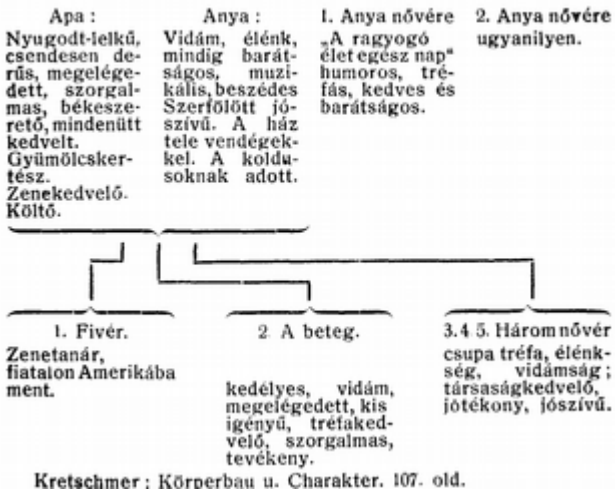 Apa :
Nyugodt-lelkű,
csendesen de-
rűs, megeléged-
dett, szorgal-
mas, békesze-
rető, mindenütt
kedvelt.
Gyümölcsker-
tész.
Zenekedvelő.
Költő.
Anya :
Vidám, élénk,
mindig barát-
ságos, muzi-
kális, beszédes
Szerfölött jó-
szívű. A ház
tele vendégek-
kel. A koldu-
soknak adott.
1. Anya nővére
„A ragyogó
élet egész nap"
humoros, tré-
fás, kedves és
barátságos.
2. Anya nővére
ugyanilyen.
1. Fivér.
Zenetanár,
fiatalon Amerikába
ment.
2 A beteg.
kedélyes, vidám,
megelégedett, kis
igényű, tréfaked-
velő, szorgalmas,
tevékeny.
3.4 5. Három nővér
csupa tréfa, élénk-
ség, vidámság ;
társaságkedvelő,
jótékony, jószívű.
Kretschmer : Körperbau u. Charakter. 107. old.